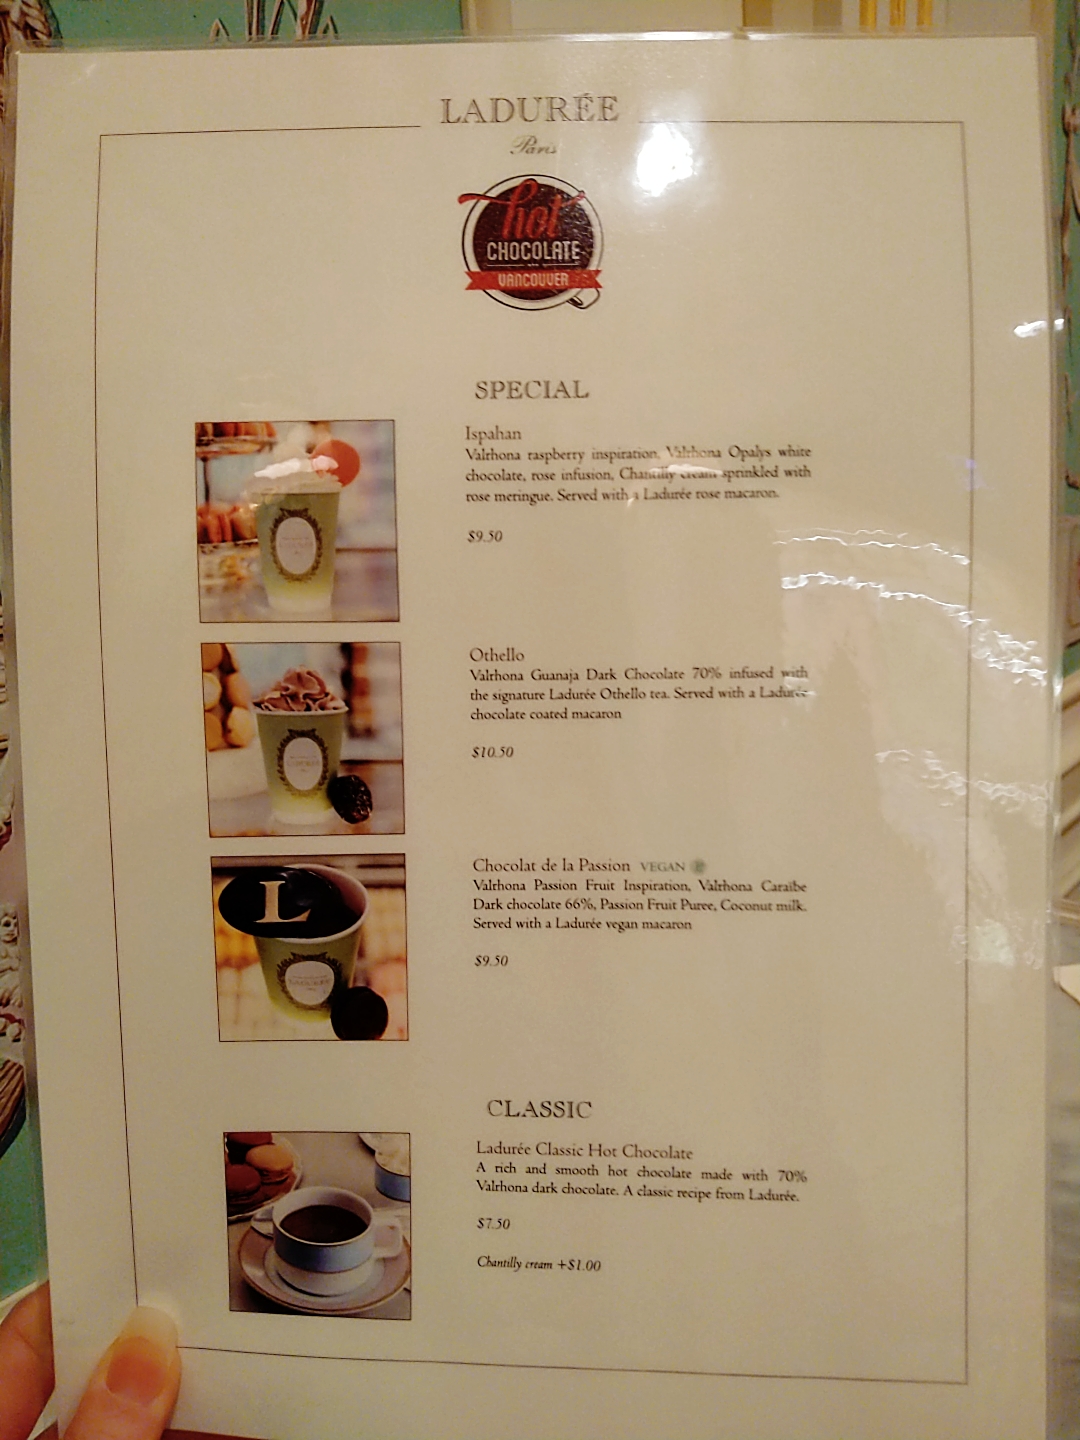 LADURÉE
Paris
hot
CHOCOLATE
VANCOUVER
SPECIAL
Ispahan
Valrhona raspberry inspiration, Valrhona Opalys white
chocolate, rose infusion, Chantilly cream sprinkled with
rose meringue. Served with a Ladurée rose macaron.
$9.50
Othello
Valrhona Guanaja Dark Chocolate 70% infused with
the signature Ladurée Othello tea. Served with a Ladurée
chocolate coated macaron
$10.50
Chocolat de la Passion VEGAN
Valrhona Passion Fruit Inspiration, Valrhona Caraibe
Dark chocolate 66%, Passion Fruit Puree, Coconut milk.
Served with a Ladurée vegan macaron
$9.50
L
CLASSIC
Ladurée Classic Hot Chocolate
A rich and smooth hot chocolate made with 70%
Valrhona dark chocolate. A classic recipe from Ladurée.
$7.50
Chantilly cream +$1.00